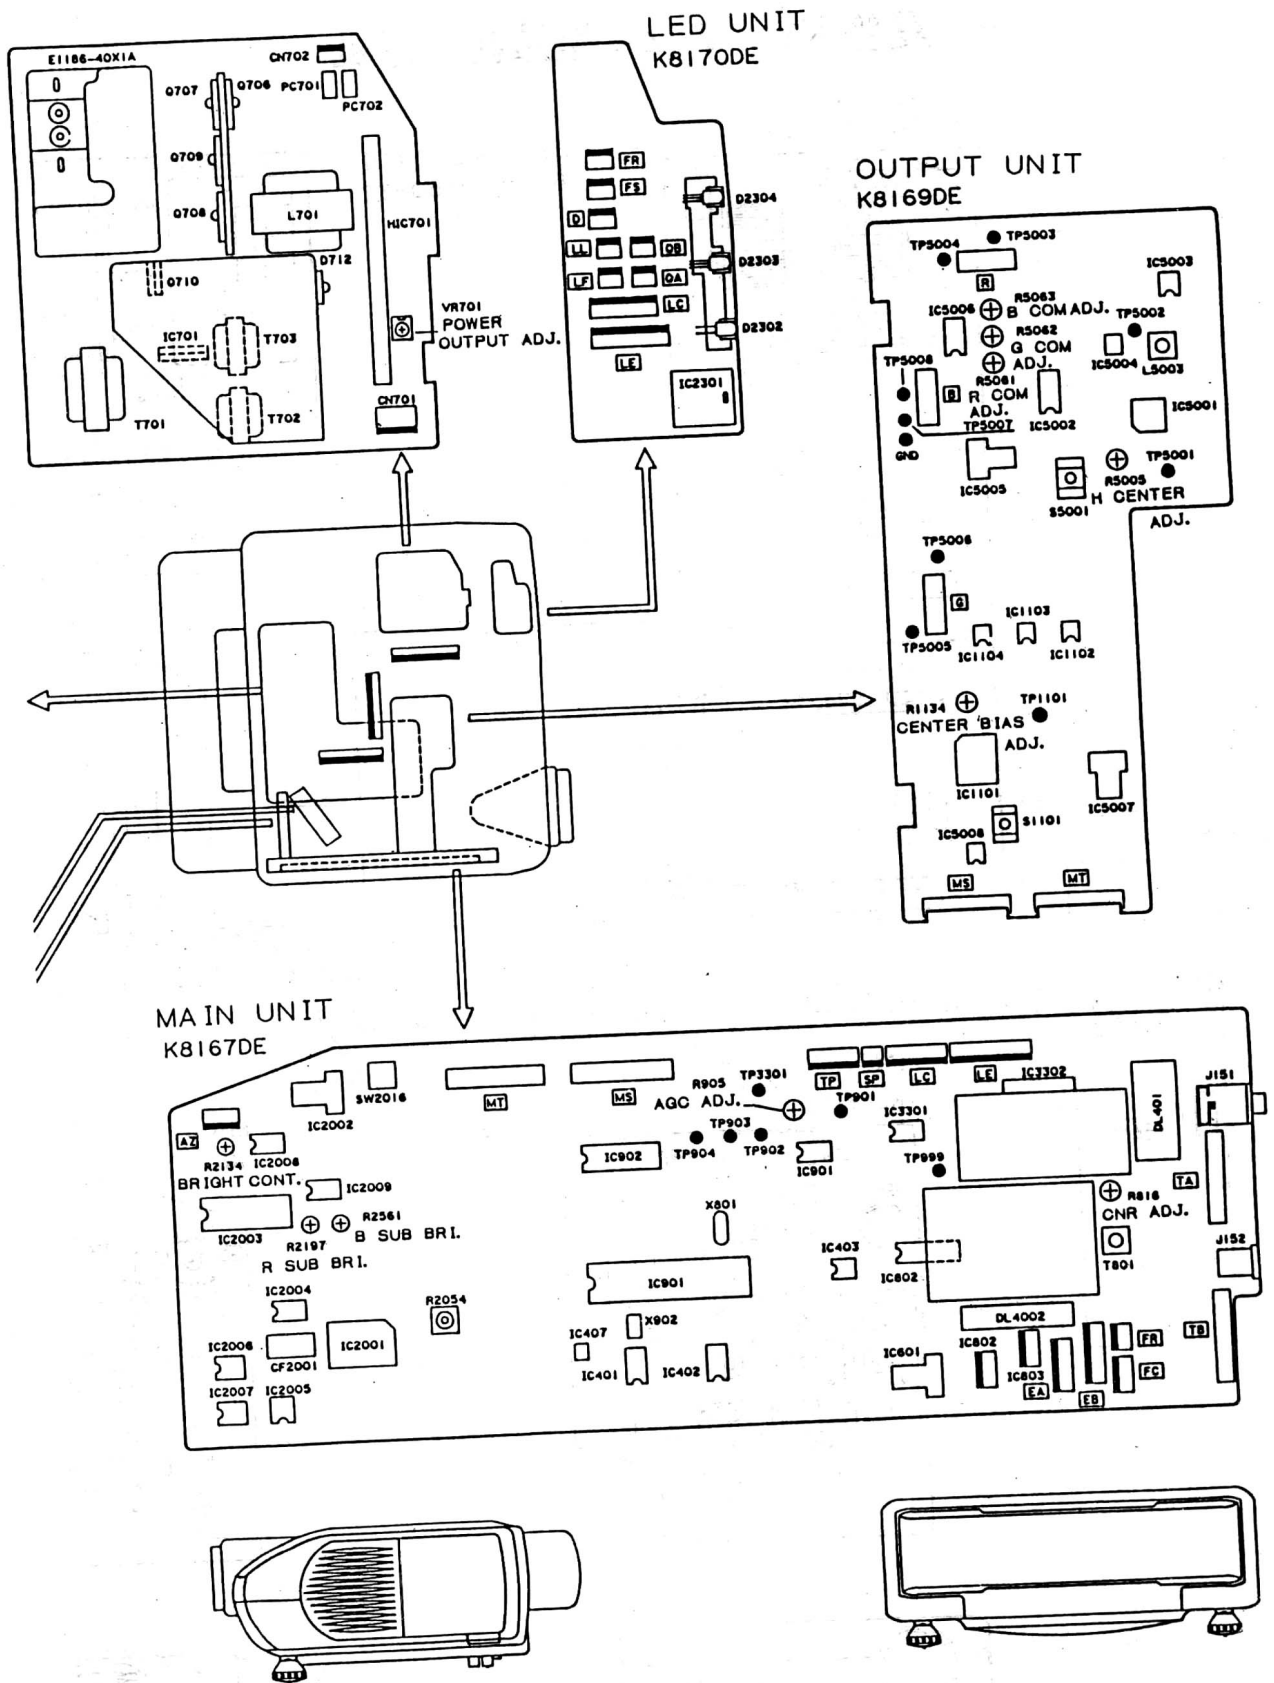 E1186-40X1A
CN702
Q707
Q706
PC701
PC702
Q709
Q708
L701
HIC701
D712
Q710
VR701
POWER
OUTPUT ADJ.
IC701
T703
T701
T702
CN701
LED UNIT
K8170DE
FR
FS
D2304
LL
QB
D2303
LF
QA
LC
D2302
LE
IC2301
OUTPUT UNIT
K8169DE
TP5004
TP5003
IC5003
R
IC5006
R5063
B COM ADJ.
TP5002
R5062
G COM
ADJ.
IC5004
L5003
TP5008
R5061
B
R COM
ADJ.
IC5001
TP5007
IC5002
GND
TP5001
IC5005
R5005
S5001
H CENTER
ADJ.
TP5006
G
IC1103
TP5005
IC1104
IC1102
R1134
TP1101
CENTER BIAS
ADJ.
IC1101
IC5007
IC5008
S1101
MS
MT
MAIN UNIT
K8167DE
SW2016
MT
MS
TP
SP
LC
LE
IC3302
J151
TP3301
R905
AGC ADJ.
TP901
IC3301
DL401
IC2002
AZ
R2134
IC2008
BRIGHT CONT.
IC902
TP903
TP904
TP902
IC901
TP999
IC2009
IC2003
R2561
B SUB BRI.
R2197
R SUB BRI.
X801
R816
CNR ADJ.
TA
IC403
IC802
T801
J152
IC2004
IC901
R2054
DL4002
X902
IC407
IC2006
CF2001
IC2001
IC802
FR
TB
IC2007
IC2005
IC401
IC402
IC601
IC803
EA
EB
FC